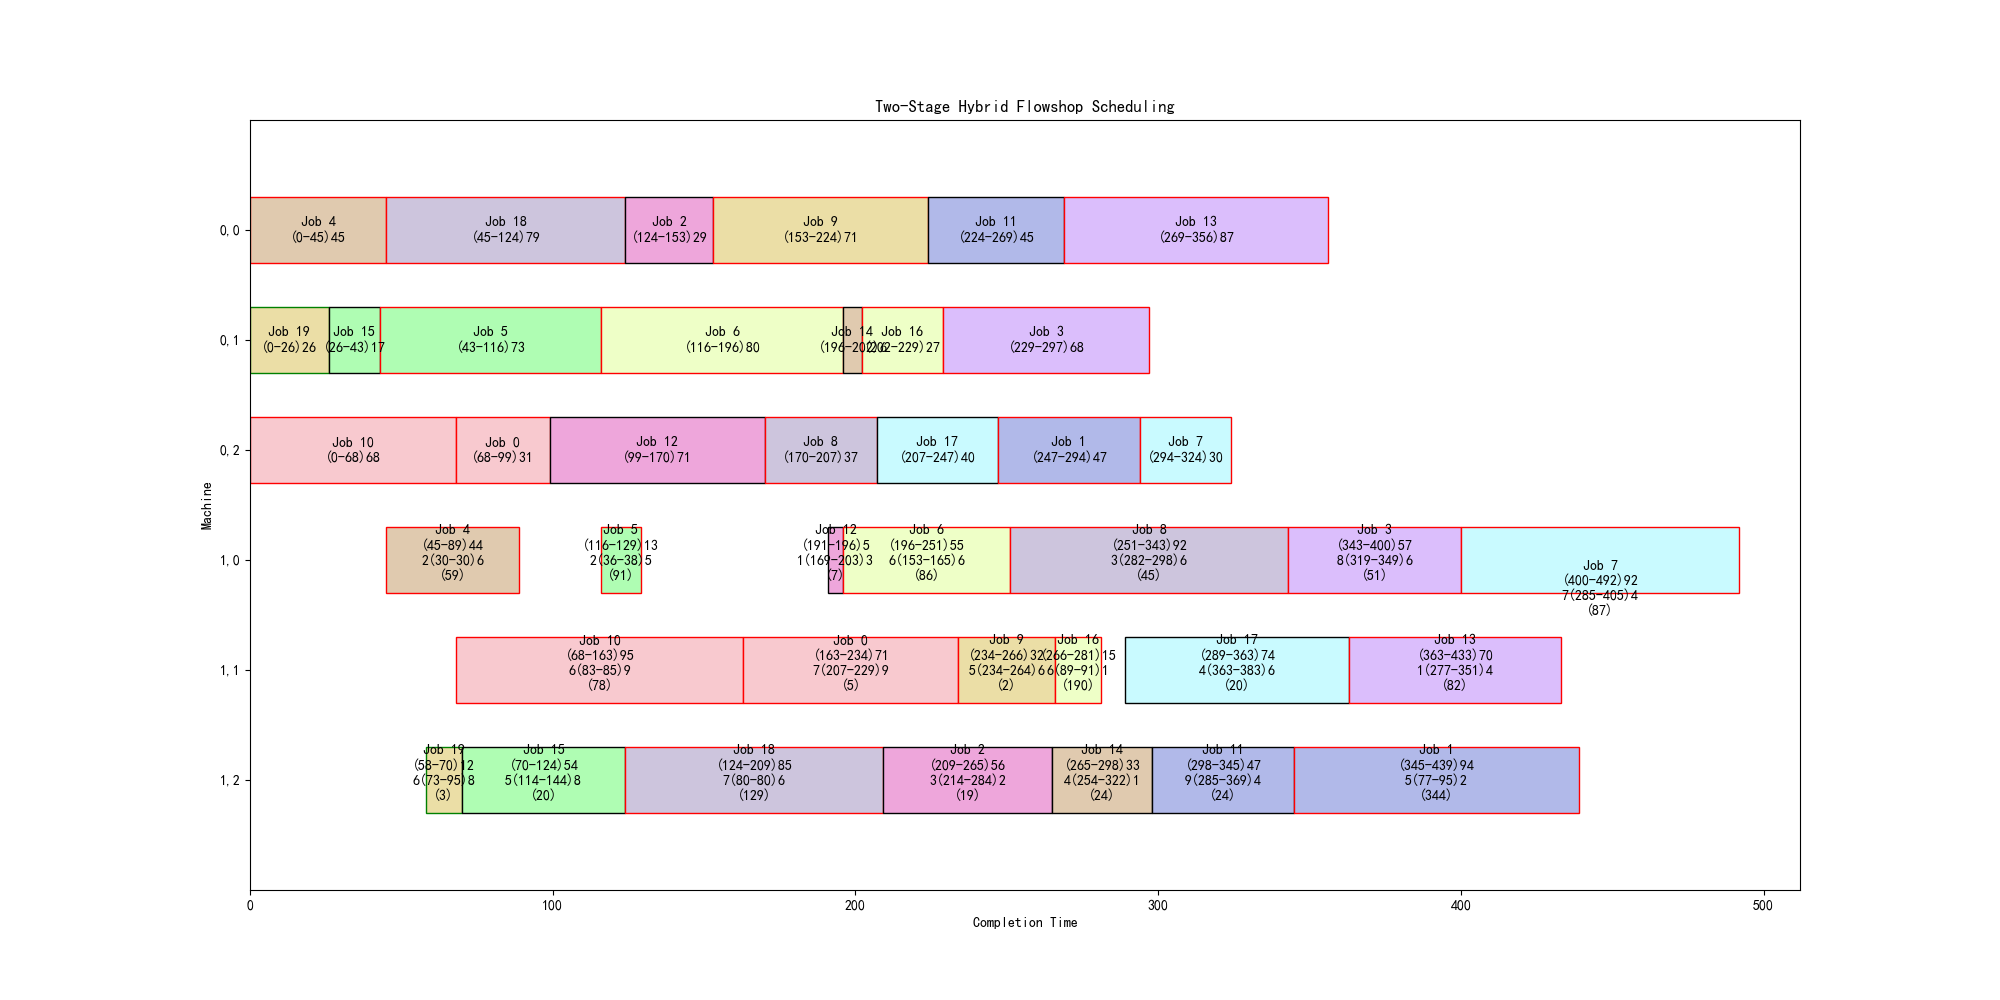 Two-Stage Hybrid Flowshop Scheduling
Machine
0,0
Job 4
(0-45)45
Job 18
(45-124)79
Job 2
(124-153)29
Job 9
(153-224)71
Job 11
(224-269)45
Job 13
(269-356)87
0,1
Job 19
(0-26)26
Job 15
(26-43)17
Job 5
(43-116)73
Job 6
(116-196)80
Job 14
(196-202)6
Job 16
(202-229)27
Job 3
(229-297)68
0,2
Job 10
(0-68)68
Job 0
(68-99)31
Job 12
(99-170)71
Job 8
(170-207)37
Job 17
(207-247)40
Job 1
(247-294)47
Job 7
(294-324)30
1,0
Job 4
(45-89)44
2(30-30)6
(59)
Job 5
(116-129)13
2(36-38)5
(91)
Job 12
(191-196)5
1(169-203)3
(7)
Job 6
(196-251)55
6(153-165)6
(86)
Job 8
(251-343)92
3(282-298)6
(45)
Job 3
(343-400)57
8(319-349)6
(51)
Job 7
(400-492)92
7(285-405)4
(87)
1,1
Job 10
(68-163)95
6(83-85)9
(78)
Job 0
(163-234)71
7(207-229)9
(5)
Job 9
(234-266)32
5(234-264)6
(2)
Job 16
(266-281)15
6(89-91)1
(190)
Job 17
(289-363)74
4(363-383)6
(20)
Job 13
(363-433)70
1(277-351)4
(82)
1,2
Job 19
(58-70)12
6(73-95)8
(3)
Job 15
(70-124)54
5(114-144)8
(20)
Job 18
(124-209)85
7(80-80)6
(129)
Job 2
(209-265)56
3(214-284)2
(19)
Job 14
(265-298)33
4(254-322)1
(24)
Job 11
(298-345)47
9(285-369)4
(24)
Job 1
(345-439)94
5(77-95)2
(344)
0
100
200
300
400
500
Completion Time